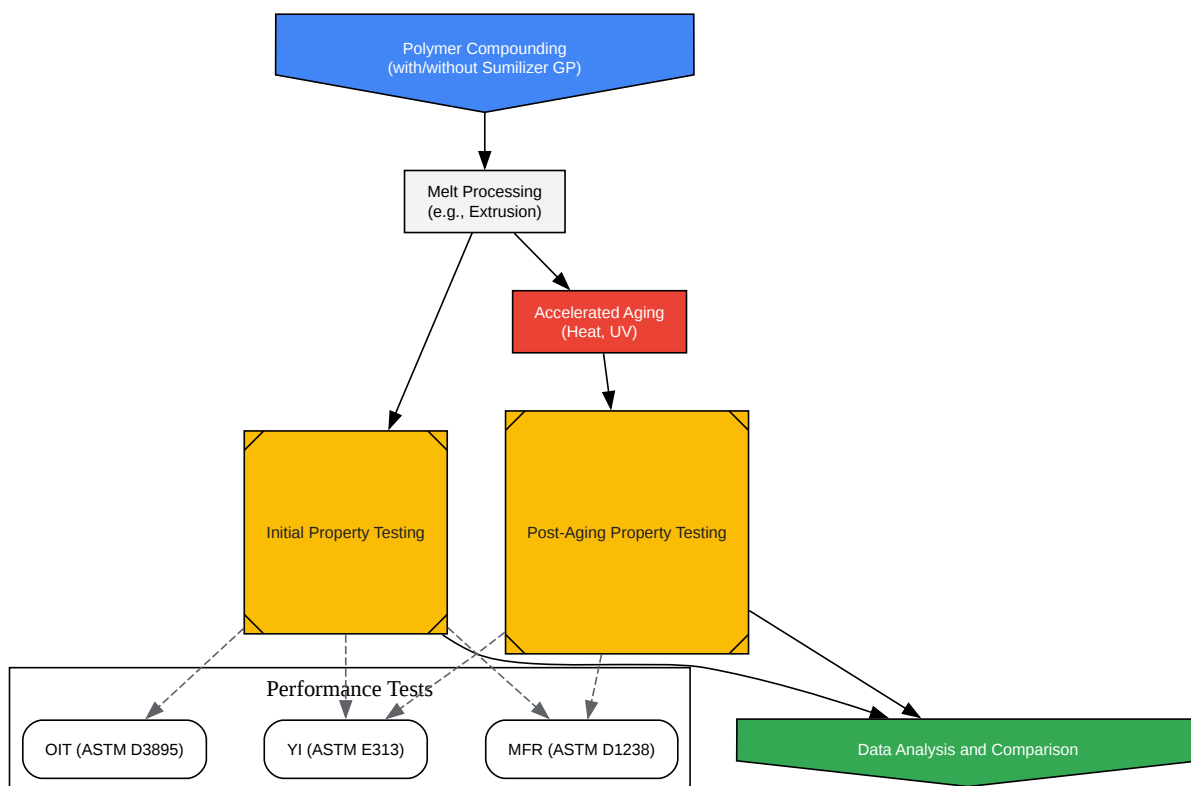 Polymer Compounding
(with/without Sumilizer GP)
Melt Processing
(e.g., Extrusion)
Accelerated Aging
(Heat, UV)
Initial Property Testing
Post-Aging Property Testing
Performance Tests
OIT (ASTM D3895)
YI (ASTM E313)
MFR (ASTM D1238)
Data Analysis and Comparison